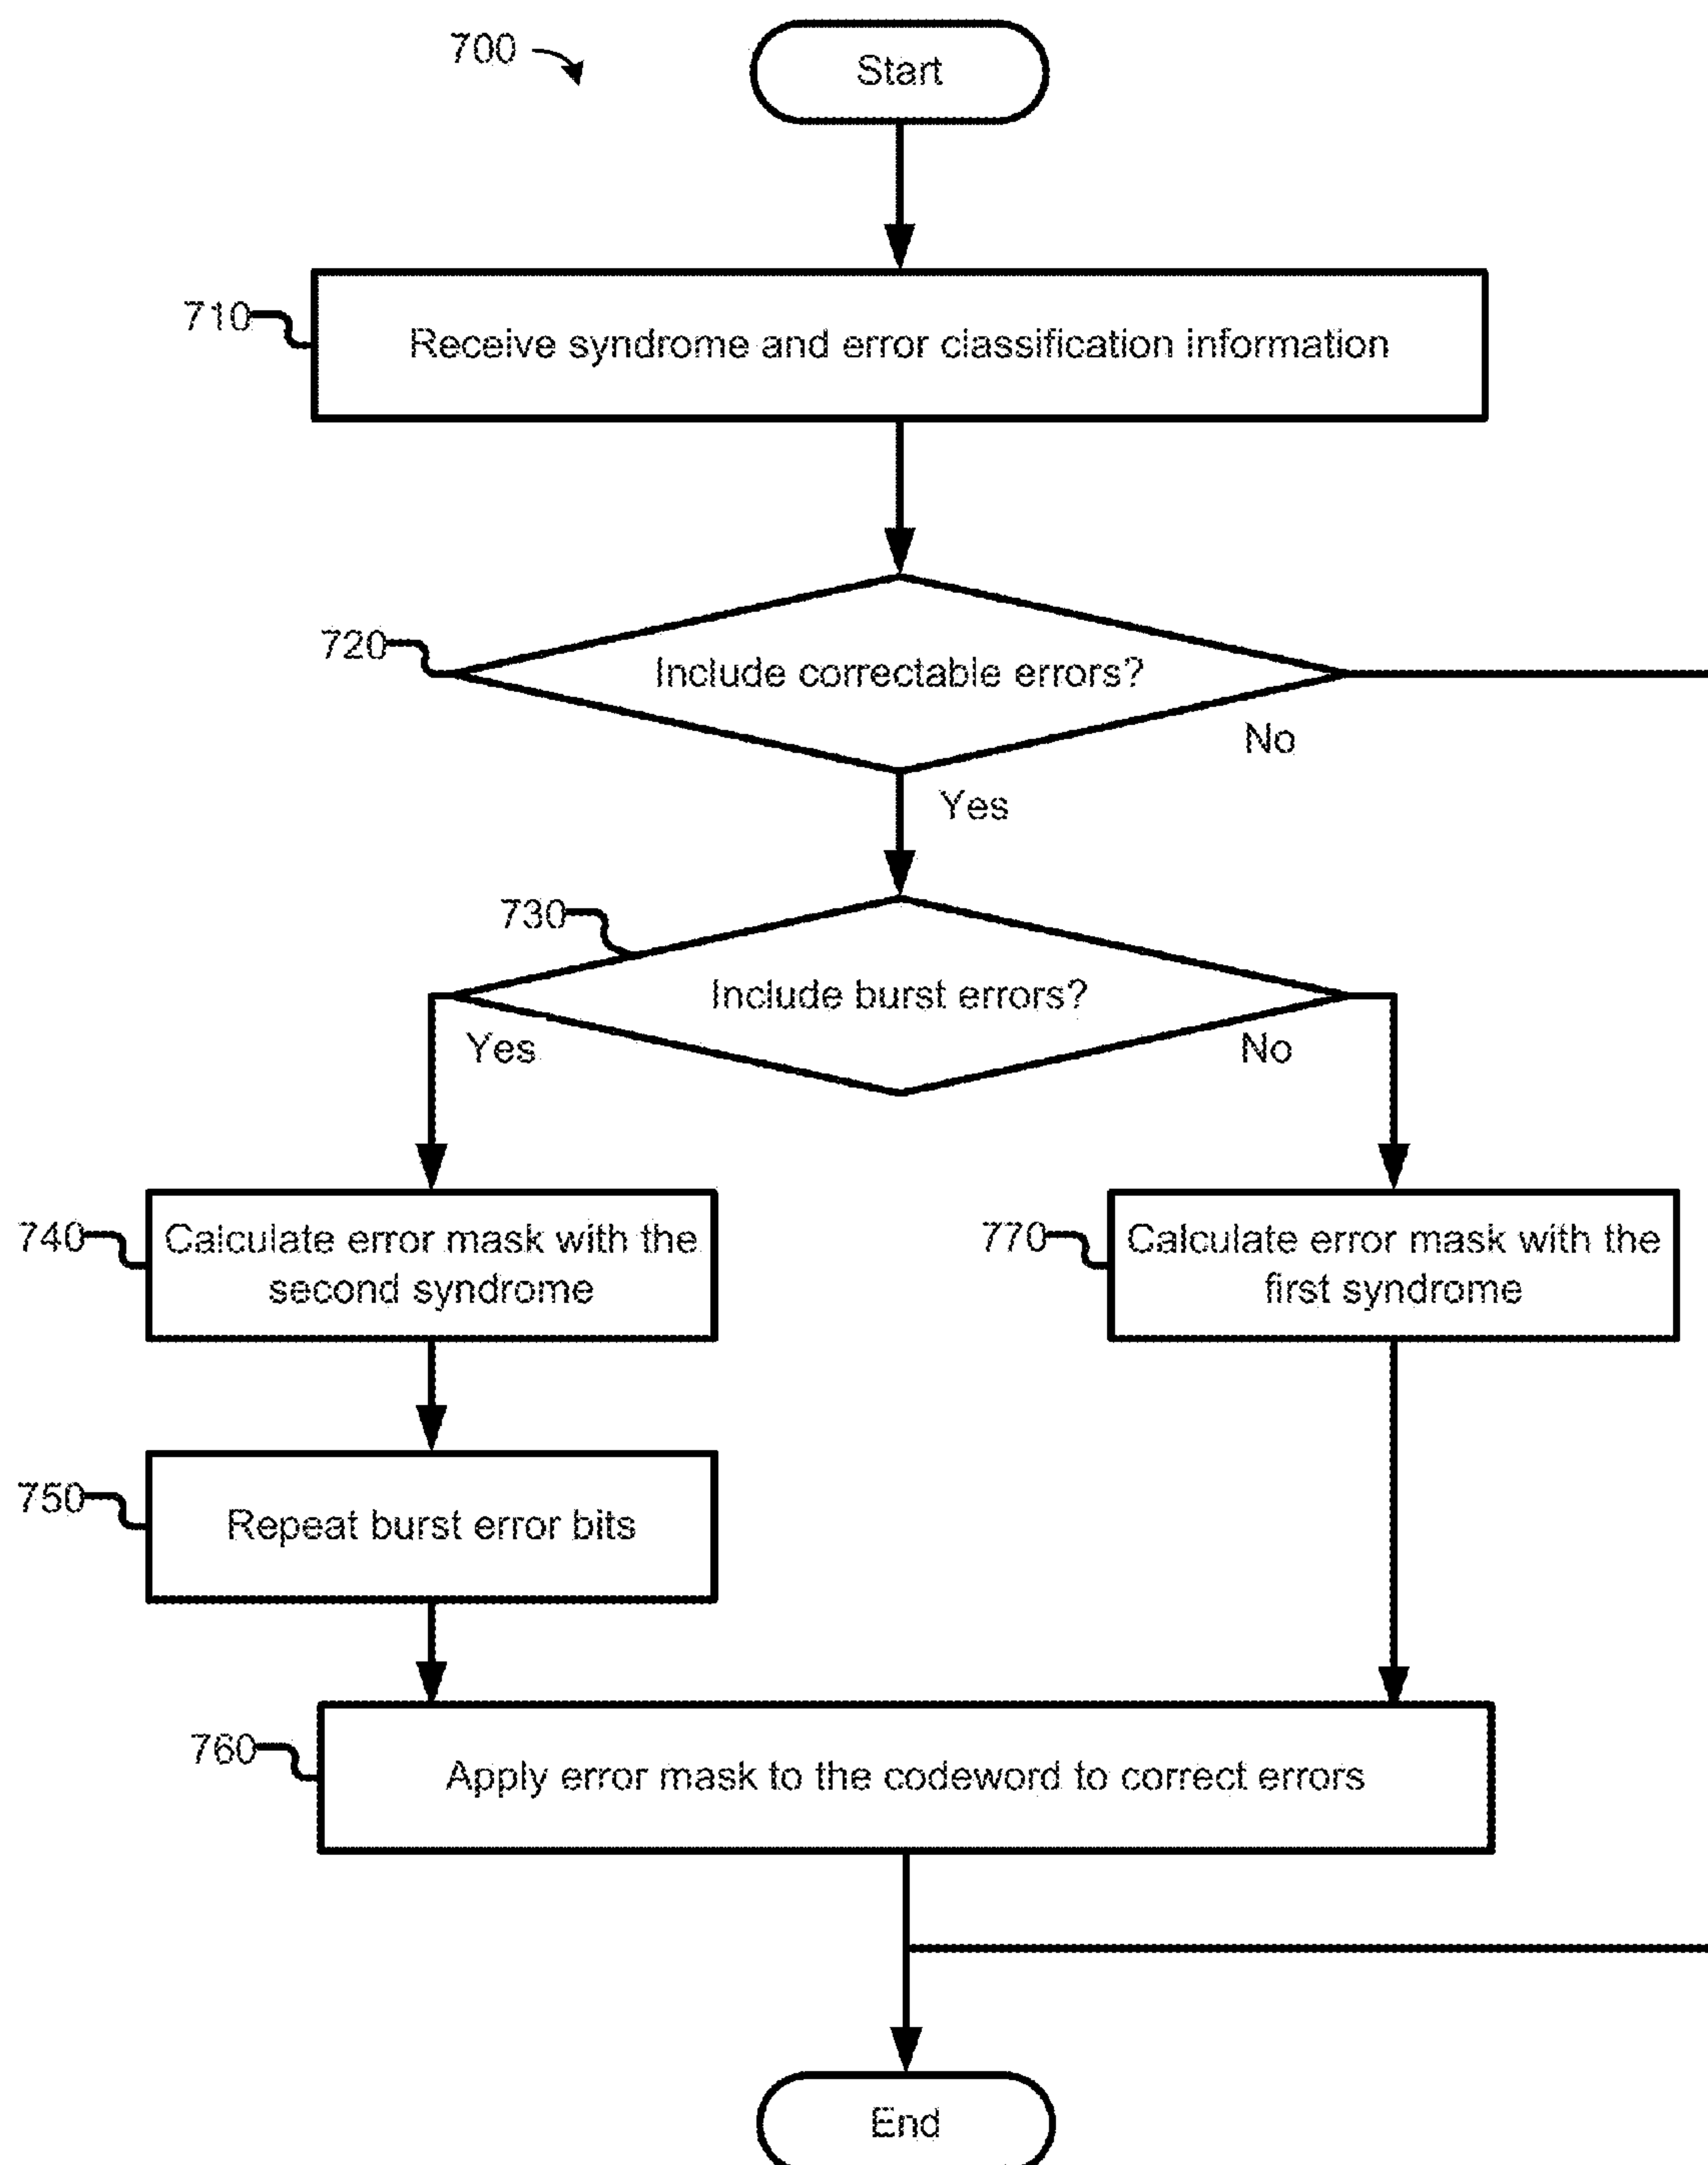 700
Start
710
Receive syndrome and error classification information
720
Include correctable errors?
No
Yes
730
Include burst errors?
Yes
No
740
Calculate error mask with the
second syndrome
770
Calculate error mask with the
first syndrome
750
Repeat burst error bits
760
Apply error mask to the codeword to correct errors
End